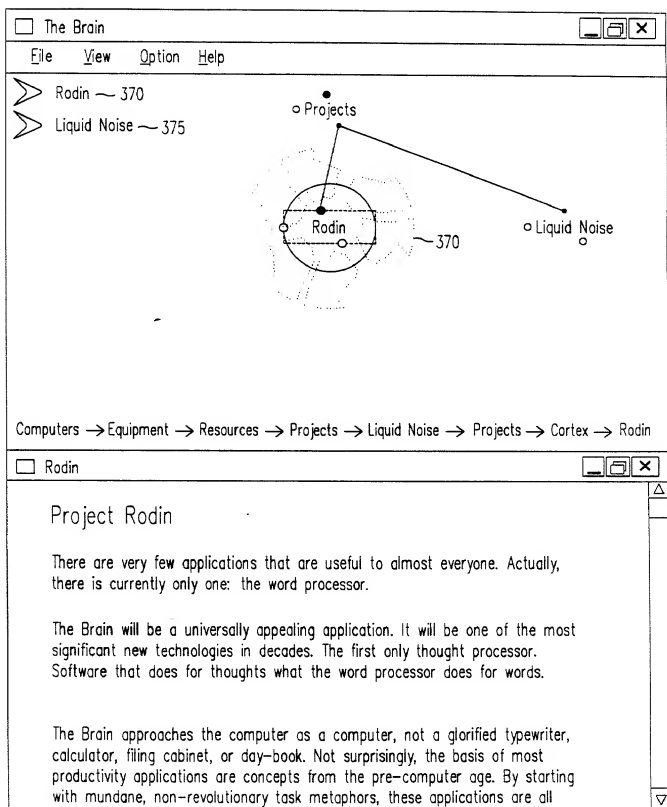 The Brain
File View Option Help
Rodin ~ 370
Liquid Noise ~ 375
Projects
Rodin
370
Liquid Noise
Computers → Equipment → Resources → Projects → Liquid Noise → Projects → Cortex → Rodin
Rodin
Project Rodin
There are very few applications that are useful to almost everyone. Actually,
there is currently only one: the word processor.
The Brain will be a universally appealing application. It will be one of the most
significant new technologies in decades. The first only thought processor.
Software that does for thoughts what the word processor does for words.
The Brain approaches the computer as a computer, not a glorified typewriter,
calculator, filing cabinet, or day-book. Not surprisingly, the basis of most
productivity applications are concepts from the pre-computer age. By starting
with mundane, non-revolutionary task metaphors, these applications are all